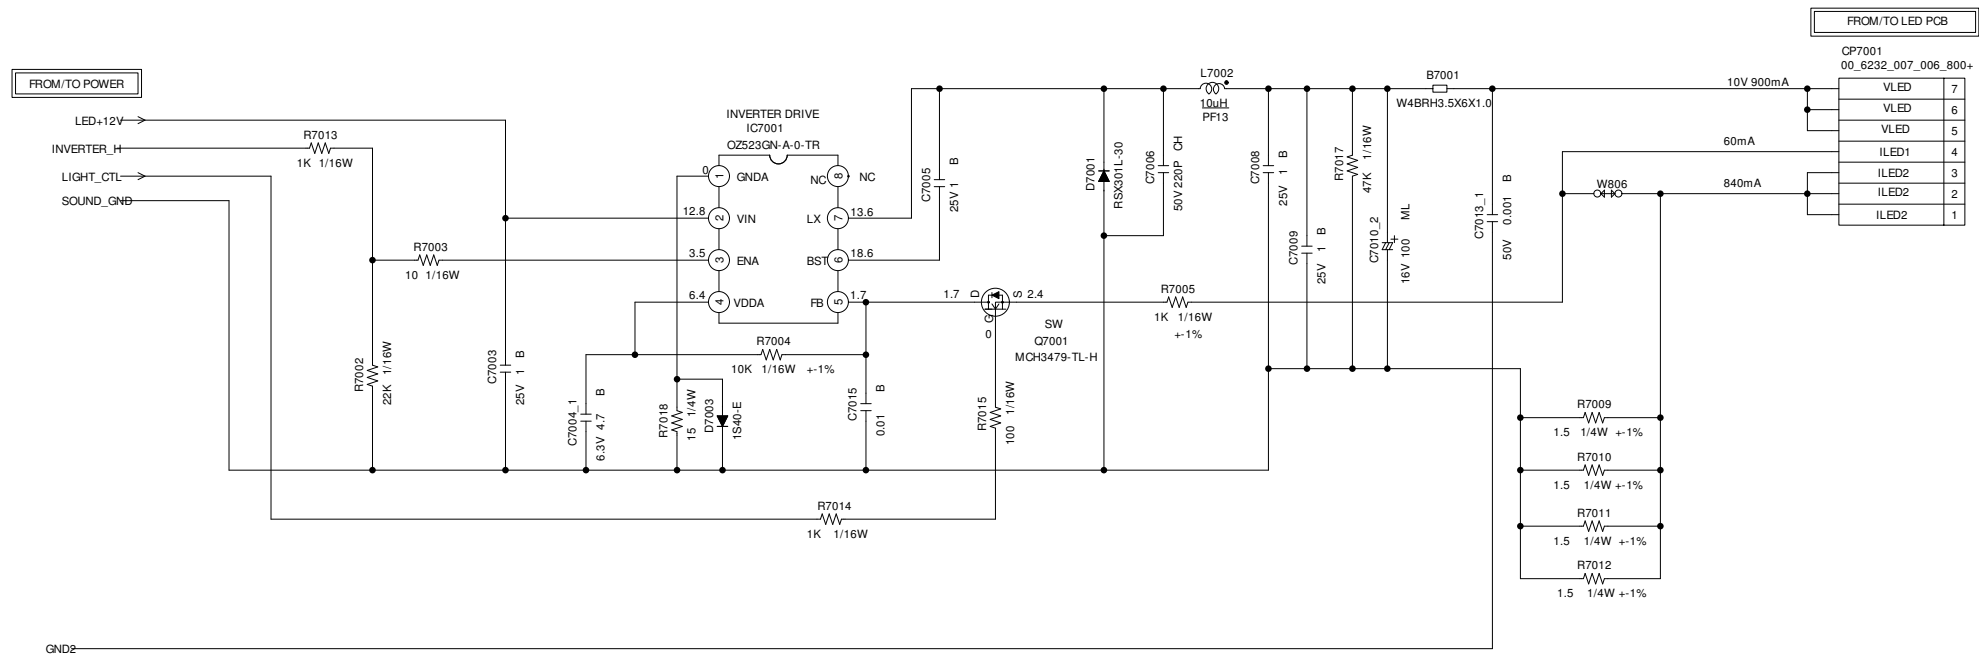 FROM/TO LED PCB
CP7001
00_6232_007_006_800+
FROM/TO POWER
LED+12V
INVERTER_H
LIGHT_CTL
SOUND_GND
R7013
1K 1/16W
R7003
10 1/16W
R7002
22K 1/16W
C7003
25V 1 B
INVERTER DRIVE
IC7001
OZ523GN-A-0-TR
0
1
GNDA
12.8
2
VIN
3.5
3
ENA
6.4
4
VDDA
NC
8
NC
LX
7
13.6
BST
6
18.6
FB
5
1.7
C7005
25V 1 B
R7004
10K 1/16W +-1%
C7004_1
6.3V 4.7 B
R7018
15 1/4W
D7003
1S40-E
C7015
0.01 B
1.7
D
S
2.4
G
0
SW
Q7001
MCH3479-TL-H
R7015
100 1/16W
R7014
1K 1/16W
D7001
RSX301L-30
C7006
50V 220P CH
L7002
10uH
PF13
R7005
1K 1/16W
+-1%
C7008
25V 1 B
C7009
25V 1 B
R7017
47K 1/16W
C7010_2
16V 100 ML
+
B7001
W4BRH3.5X6X1.0
C7013_1
50V 0.001 B
10V 900mA
60mA
W806
840mA
VLED 7
VLED 6
VLED 5
ILED1 4
ILED2 3
ILED2 2
ILED2 1
R7009
1.5 1/4W +-1%
R7010
1.5 1/4W +-1%
R7011
1.5 1/4W +-1%
R7012
1.5 1/4W +-1%
GND2